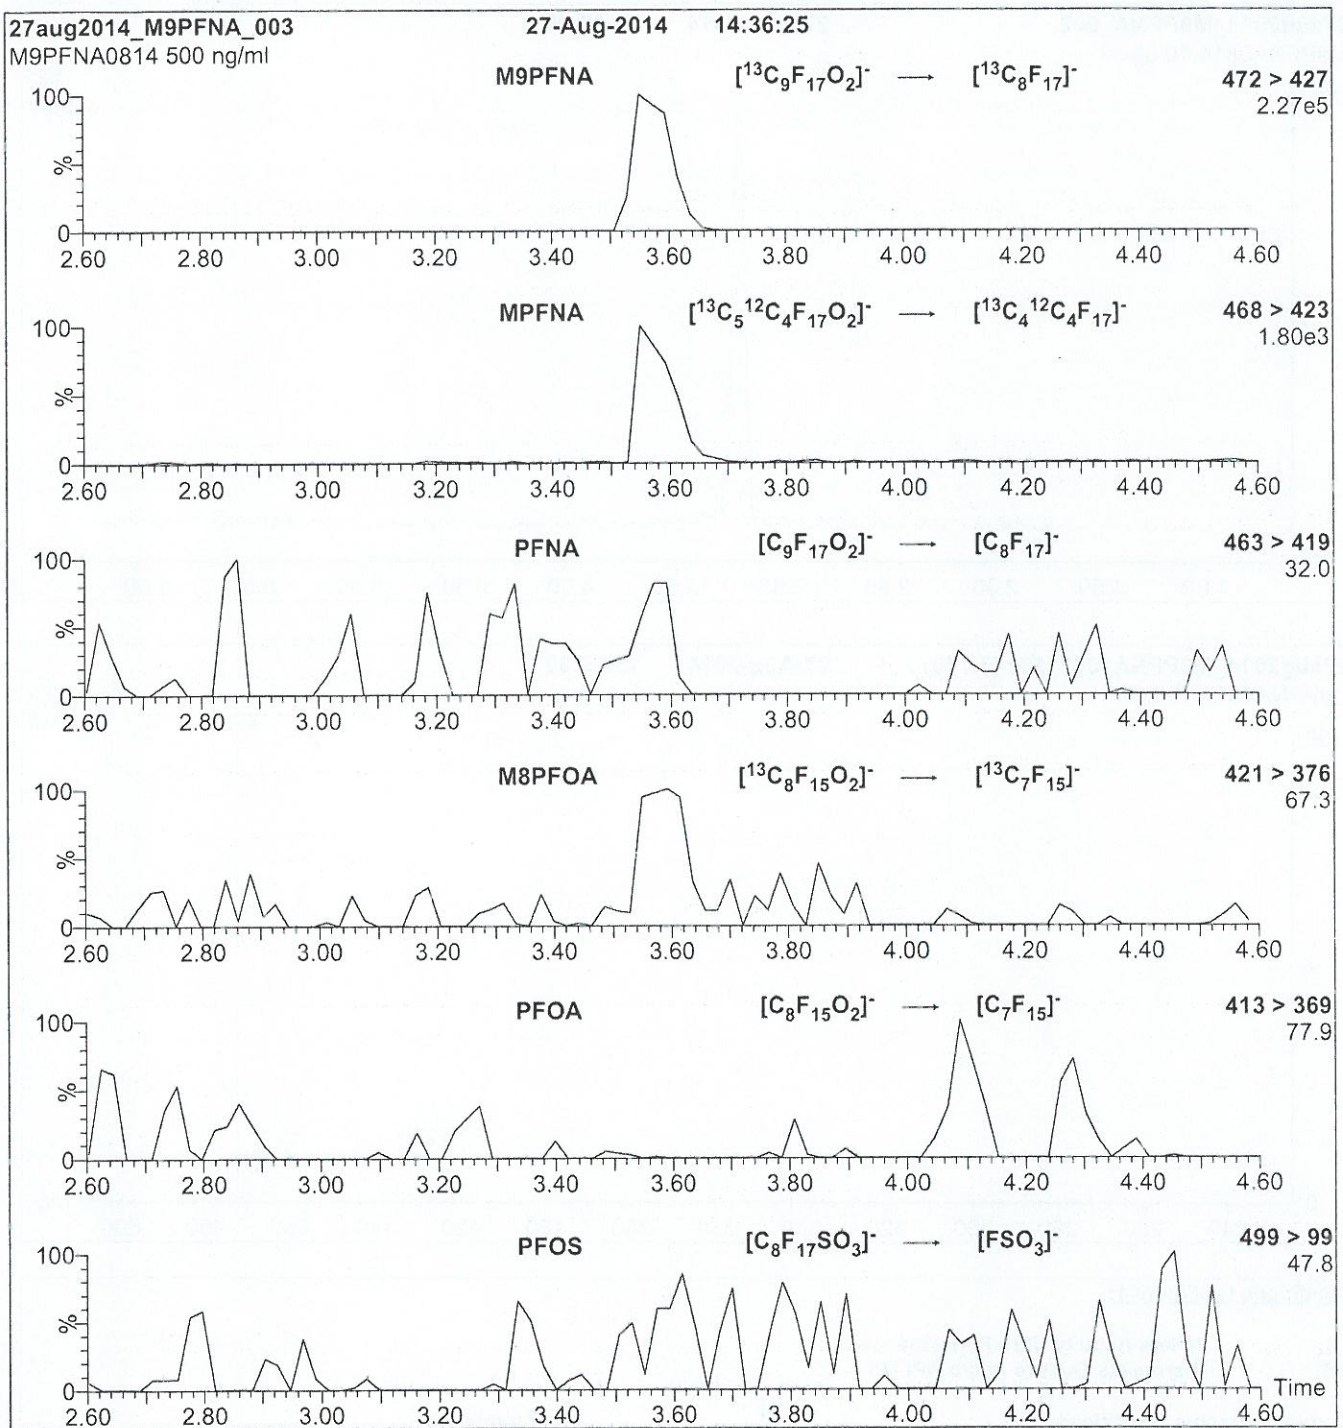 27aug2014_M9PFNA_003 27-Aug-2014 14:36:25
M9PFNA0814 500 ng/ml
M9PFNA [¹³C₉F₁₇O₂]⁻ → [¹³C₈F₁₇]⁻ 472 > 427
2.27e5
100
%
0
2.60 2.80 3.00 3.20 3.40 3.60 3.80 4.00 4.20 4.40 4.60
MPFNA [¹³C₅¹²C₄F₁₇O₂]⁻ → [¹³C₄¹²C₄F₁₇]⁻ 468 > 423
1.80e3
100
%
0
2.60 2.80 3.00 3.20 3.40 3.60 3.80 4.00 4.20 4.40 4.60
PFNA [C₉F₁₇O₂]⁻ → [C₈F₁₇]⁻ 463 > 419
32.0
100
%
0
2.60 2.80 3.00 3.20 3.40 3.60 3.80 4.00 4.20 4.40 4.60
M8PFOA [¹³C₈F₁₅O₂]⁻ → [¹³C₇F₁₅]⁻ 421 > 376
67.3
100
%
0
2.60 2.80 3.00 3.20 3.40 3.60 3.80 4.00 4.20 4.40 4.60
PFOA [C₈F₁₅O₂]⁻ → [C₇F₁₅]⁻ 413 > 369
77.9
100
%
0
2.60 2.80 3.00 3.20 3.40 3.60 3.80 4.00 4.20 4.40 4.60
PFOS [C₈F₁₇SO₃]⁻ → [FSO₃]⁻ 499 > 99
47.8
100
%
0
Time
2.60 2.80 3.00 3.20 3.40 3.60 3.80 4.00 4.20 4.40 4.60